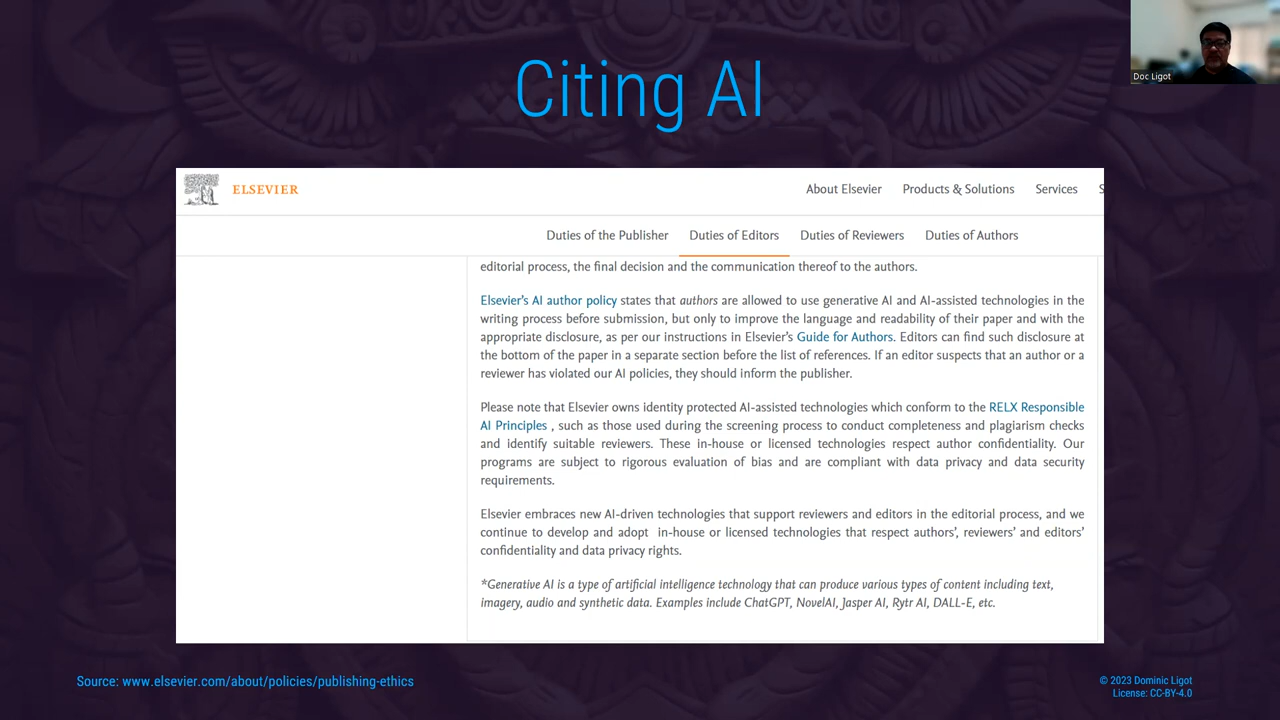 Citing AI
Doc Ligot
ELSEVIER
About Elsevier Products & Solutions Services S
Duties of the Publisher Duties of Editors Duties of Reviewers Duties of Authors
editorial process, the final decision and the communication thereof to the authors.
Elsevier's AI author policy states that authors are allowed to use generative AI and AI-assisted technologies in the
writing process before submission, but only to improve the language and readability of their paper and with the
appropriate disclosure, as per our instructions in Elsevier's Guide for Authors. Editors can find such disclosure at
the bottom of the paper in a separate section before the list of references. If an editor suspects that an author or a
reviewer has violated our AI policies, they should inform the publisher.
Please note that Elsevier owns identity protected AI-assisted technologies which conform to the RELX Responsible
AI Principles , such as those used during the screening process to conduct completeness and plagiarism checks
and identify suitable reviewers. These in-house or licensed technologies respect author confidentiality. Our
programs are subject to rigorous evaluation of bias and are compliant with data privacy and data security
requirements.
Elsevier embraces new AI-driven technologies that support reviewers and editors in the editorial process, and we
continue to develop and adopt in-house or licensed technologies that respect authors', reviewers' and editors'
confidentiality and data privacy rights.
*Generative AI is a type of artificial intelligence technology that can produce various types of content including text,
imagery, audio and synthetic data. Examples include ChatGPT, NovelAI, Jasper AI, Rytr AI, DALL-E, etc.
Source: www.elsevier.com/about/policies/publishing-ethics
© 2023 Dominic Ligot
License: CC-BY-4.0